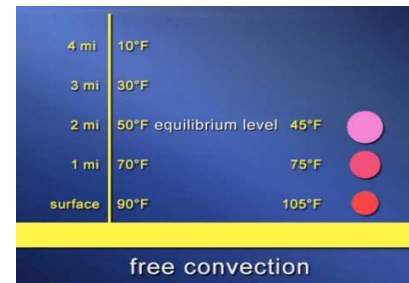 4 mi 10°F
3 mi 30°F
2 mi 50°F equilibrium level 45°F
1 mi 70°F 75°F
surface 90°F 105°F
free convection